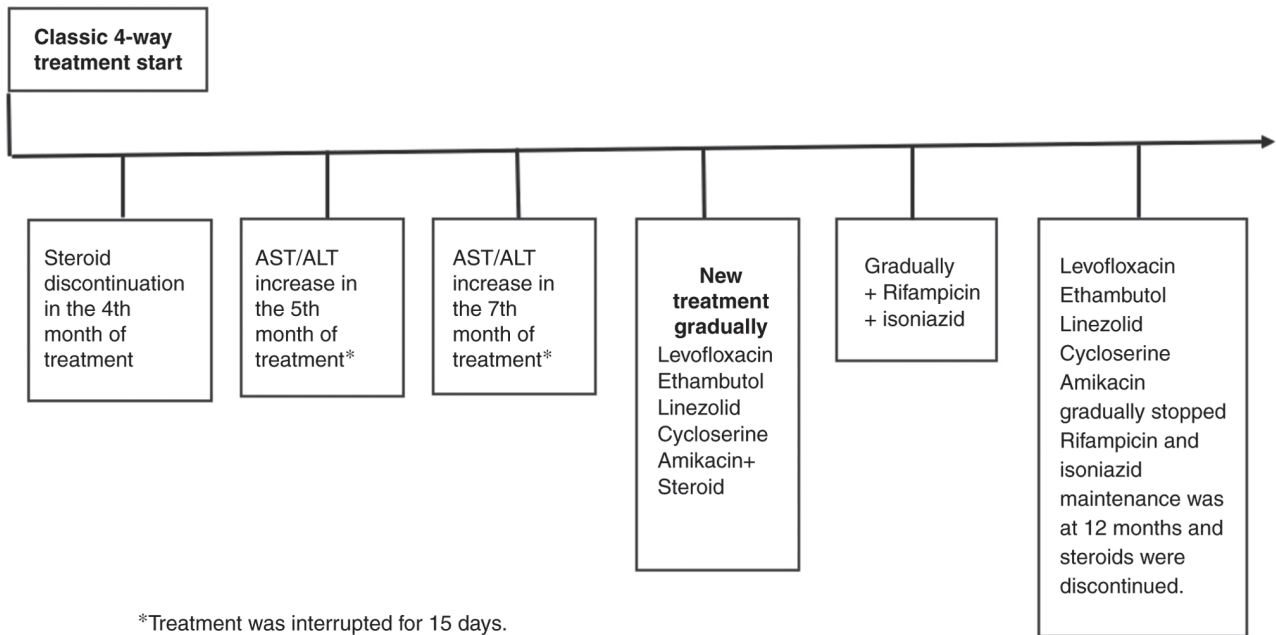 Classic 4-way
treatment start
Steroid
discontinuation
in the 4th
month of
treatment
AST/ALT
increase in
the 5th
month of
treatment*
AST/ALT
increase in
the 7th
month of
treatment*
New
treatment
gradually
Levofloxacin
Ethambutol
Linezolid
Cycloserine
Amikacin+
Steroid
Gradually
+ Rifampicin
+ isoniazid
Levofloxacin
Ethambutol
Linezolid
Cycloserine
Amikacin
gradually stopped
Rifampicin and
isoniazid
maintenance was
at 12 months and
steroids were
discontinued.
*Treatment was interrupted for 15 days.